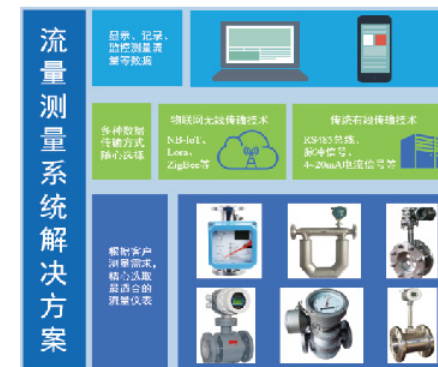 流量测量系统解决方案
显示、记录、
监控测量流
量等数据
多种数据
传输方式
随心选择
物联网无线传输技术
NB-IoT、
Lora、
ZigBee等
传统有线传输技术
RS485总线、
脉冲信号、
4~20mA电流信号等
根据客户
测量需求，
精心选取
最适合的
流量仪表